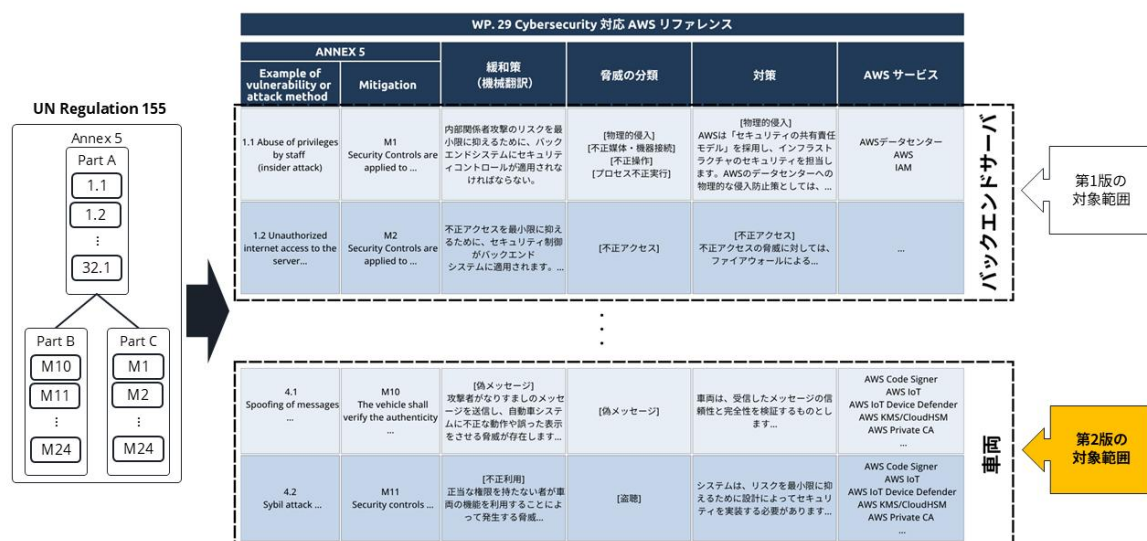 UN Regulation 155
Annex 5
Part A
1.1
1.2
⋮
32.1
Part B
M10
M11
⋮
M24
Part C
M1
M2
⋮
M24
WP. 29 Cybersecurity 対応 AWS リファレンス
ANNEX 5
Example of
vulnerability or
attack method
Mitigation
緩和策
（機械翻訳）
脅威の分類
対策
AWS サービス
1.1 Abuse of privileges
by staff
(insider attack)
M1
Security Controls are
applied to ...
内部関係者攻撃のリスクを最
小限に抑えるために、バック
エンドシステムにセキュリ
ティコントロールが適用されな
ければならない。
[物理的侵入]
[不正媒体・機器接続]
[不正操作]
[プロセス不正実行]
[物理的侵入]
AWSは「セキュリティの共有責任
モデル」を採用し、インフラスト
ラクチャのセキュリティを担当し
ます。AWSのデータセンターへの
物理的な侵入防止策としては、...
AWSデータセンター
AWS
IAM
1.2 Unauthorized
internet access to the
server...
M2
Security Controls are
applied to ...
不正アクセスを最小限に抑え
るために、セキュリティ制御
がバックエンド
システムに適用されます。...
[不正アクセス]
[不正アクセス]
不正アクセスの脅威に対しては、
ファイアウォールによる...
...
バックエンドサーバ
第1版の
対象範囲
⋮
4.1
Spoofing of messages
...
M10
The vehicle shall
verify the authenticity
...
[偽メッセージ]
攻撃者がなりすましのメッセ
ージを送信し、自動車システ
ムに不正な動作や誤った表示
をさせる脅威が存在します...
[偽メッセージ]
車両は、受信したメッセージの信
頼性と完全性を検証するものとし
ます...
AWS Code Signer
AWS IoT
AWS IoT Device Defender
AWS KMS/CloudHSM
AWS Private CA
...
4.2
Sybil attack ...
M11
Security controls ...
[不正利用]
正当な権限を持たない者が車
両の機能を利用することによ
って発生する脅威...
[盗聴]
システムは、リスクを最小限に抑
えるために設計によってセキュリ
ティを実装する必要があります...
AWS Code Signer
AWS IoT
AWS IoT Device Defender
AWS KMS/CloudHSM
AWS Private CA
...
車両
第2版の
対象範囲